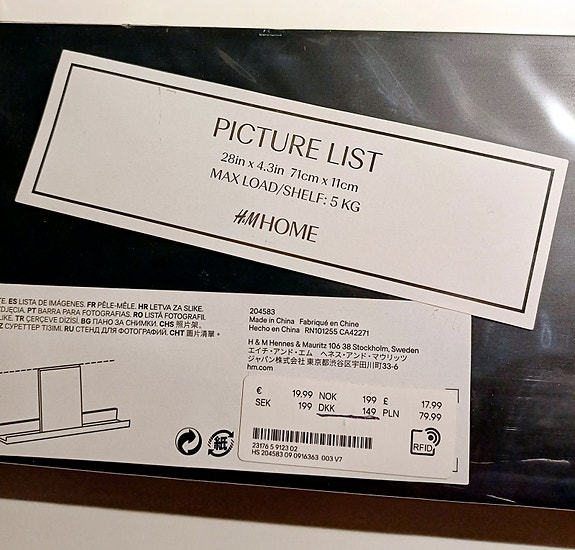 PICTURE LIST
28in x 4.3in 71cm x 11cm
MAX LOAD/SHELF: 5 KG
H&M HOME
TE. ES LISTA DE IMÁGENES. FR PÊLE-MÊLE. HR LETVA ZA SLIKE.
ZDJĘCIA. PT BARRA PARA FOTOGRAFIAS. RO LISTĂ FOTOGRAFII.
LIKE. TR ÇERÇEVE DİZİSİ. BG ПАНО ЗА СНИМКИ. CHS 照片架。
Z СУРЕТТЕР ТІЗІМІ. RU СТЕНД ДЛЯ ФОТОГРАФИЙ. CHT 圖片清單 +
204583
Made in China Fabriqué en Chine
Hecho en China RN101255 CA42271
H & M Hennes & Mauritz 106 38 Stockholm, Sweden
エイチ・アンド・エム ヘネス・アンド・マウリッツ
ジャパン株式会社 東京都渋谷区宇田川町33-6
hm.com
€ 19.99 NOK 199 £ 17.99
SEK 199 DKK 149 PLN 79.99
紙
RFID
23176 5 9123 02
HS 204583 09 0916363 003 V7